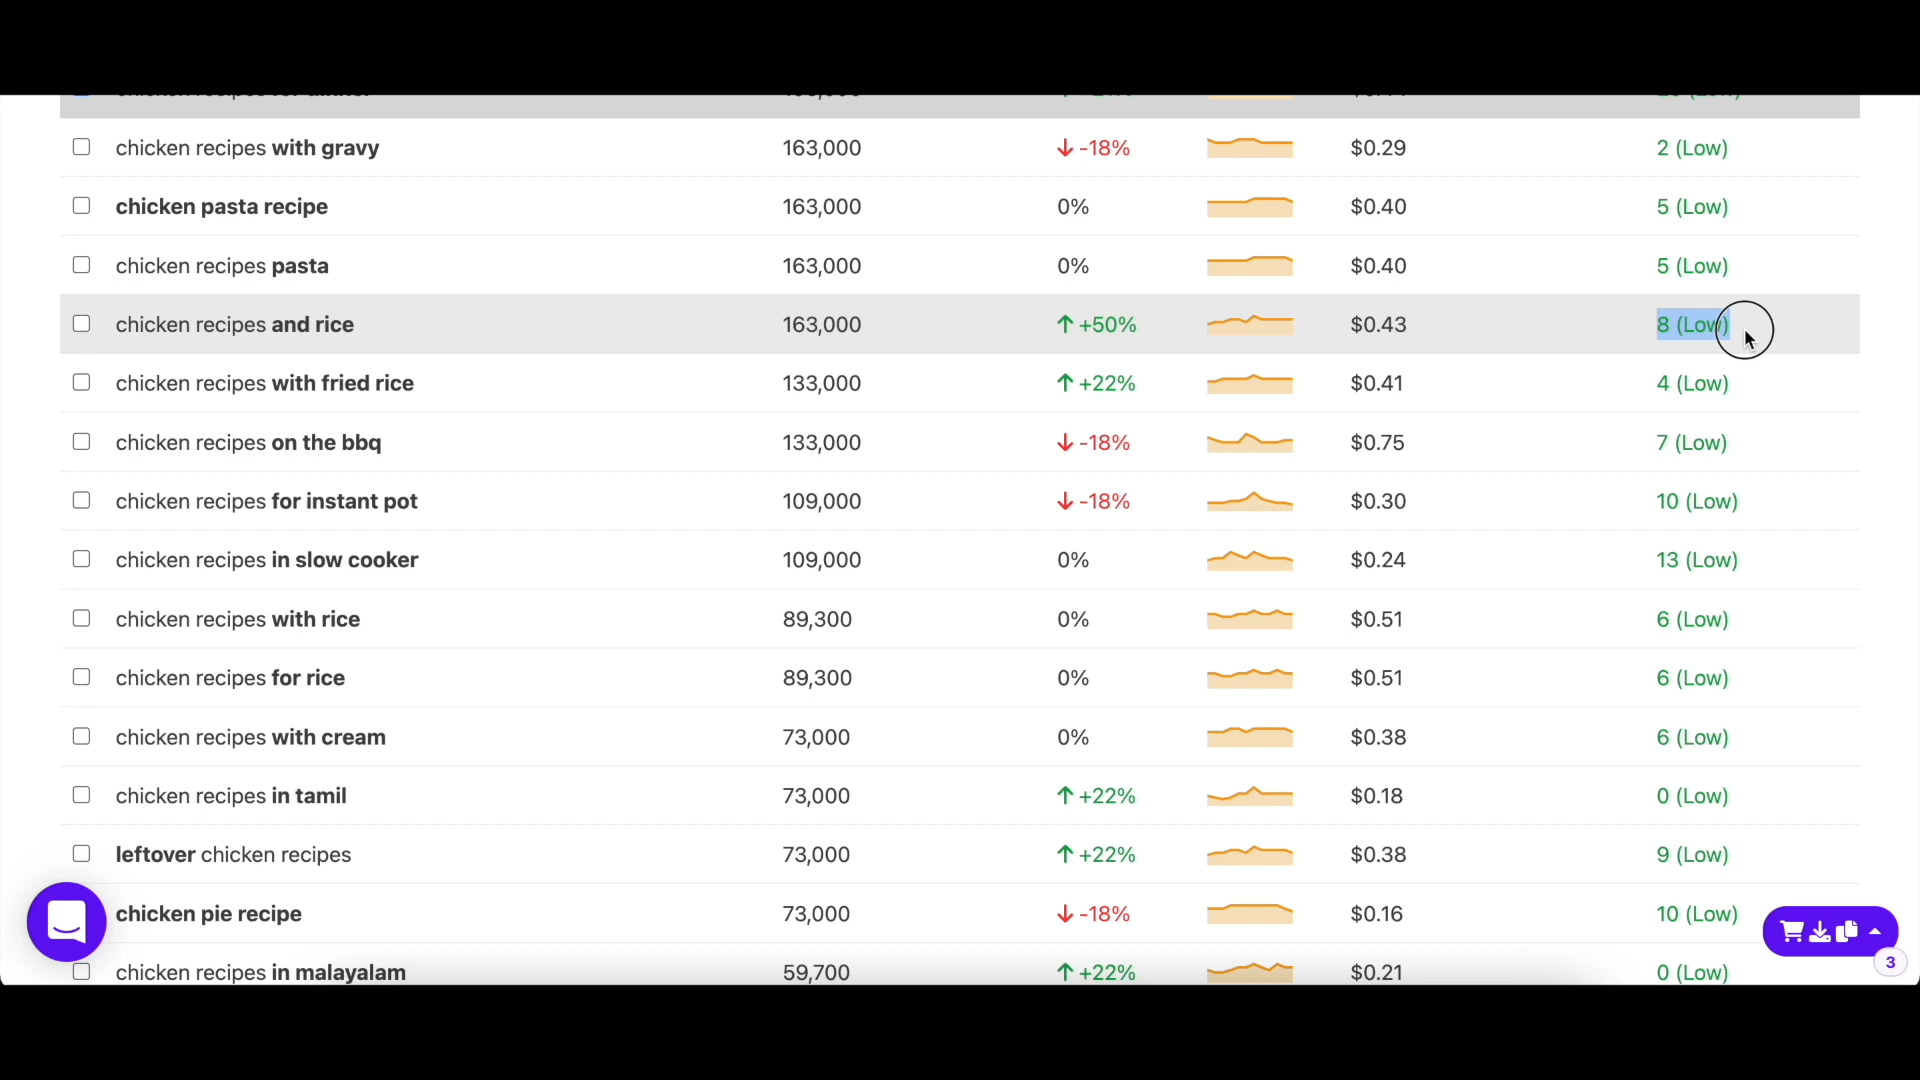 chicken recipes with gravy 163,000 -18% $0.29 2 (Low)
chicken pasta recipe 163,000 0% $0.40 5 (Low)
chicken recipes pasta 163,000 0% $0.40 5 (Low)
chicken recipes and rice 163,000 +50% $0.43 8 (Low)
chicken recipes with fried rice 133,000 +22% $0.41 4 (Low)
chicken recipes on the bbq 133,000 -18% $0.75 7 (Low)
chicken recipes for instant pot 109,000 -18% $0.30 10 (Low)
chicken recipes in slow cooker 109,000 0% $0.24 13 (Low)
chicken recipes with rice 89,300 0% $0.51 6 (Low)
chicken recipes for rice 89,300 0% $0.51 6 (Low)
chicken recipes with cream 73,000 0% $0.38 6 (Low)
chicken recipes in tamil 73,000 +22% $0.18 0 (Low)
leftover chicken recipes 73,000 +22% $0.38 9 (Low)
chicken pie recipe 73,000 -18% $0.16 10 (Low)
3
chicken recipes in malayalam 59,700 +22% $0.21 0 (Low)